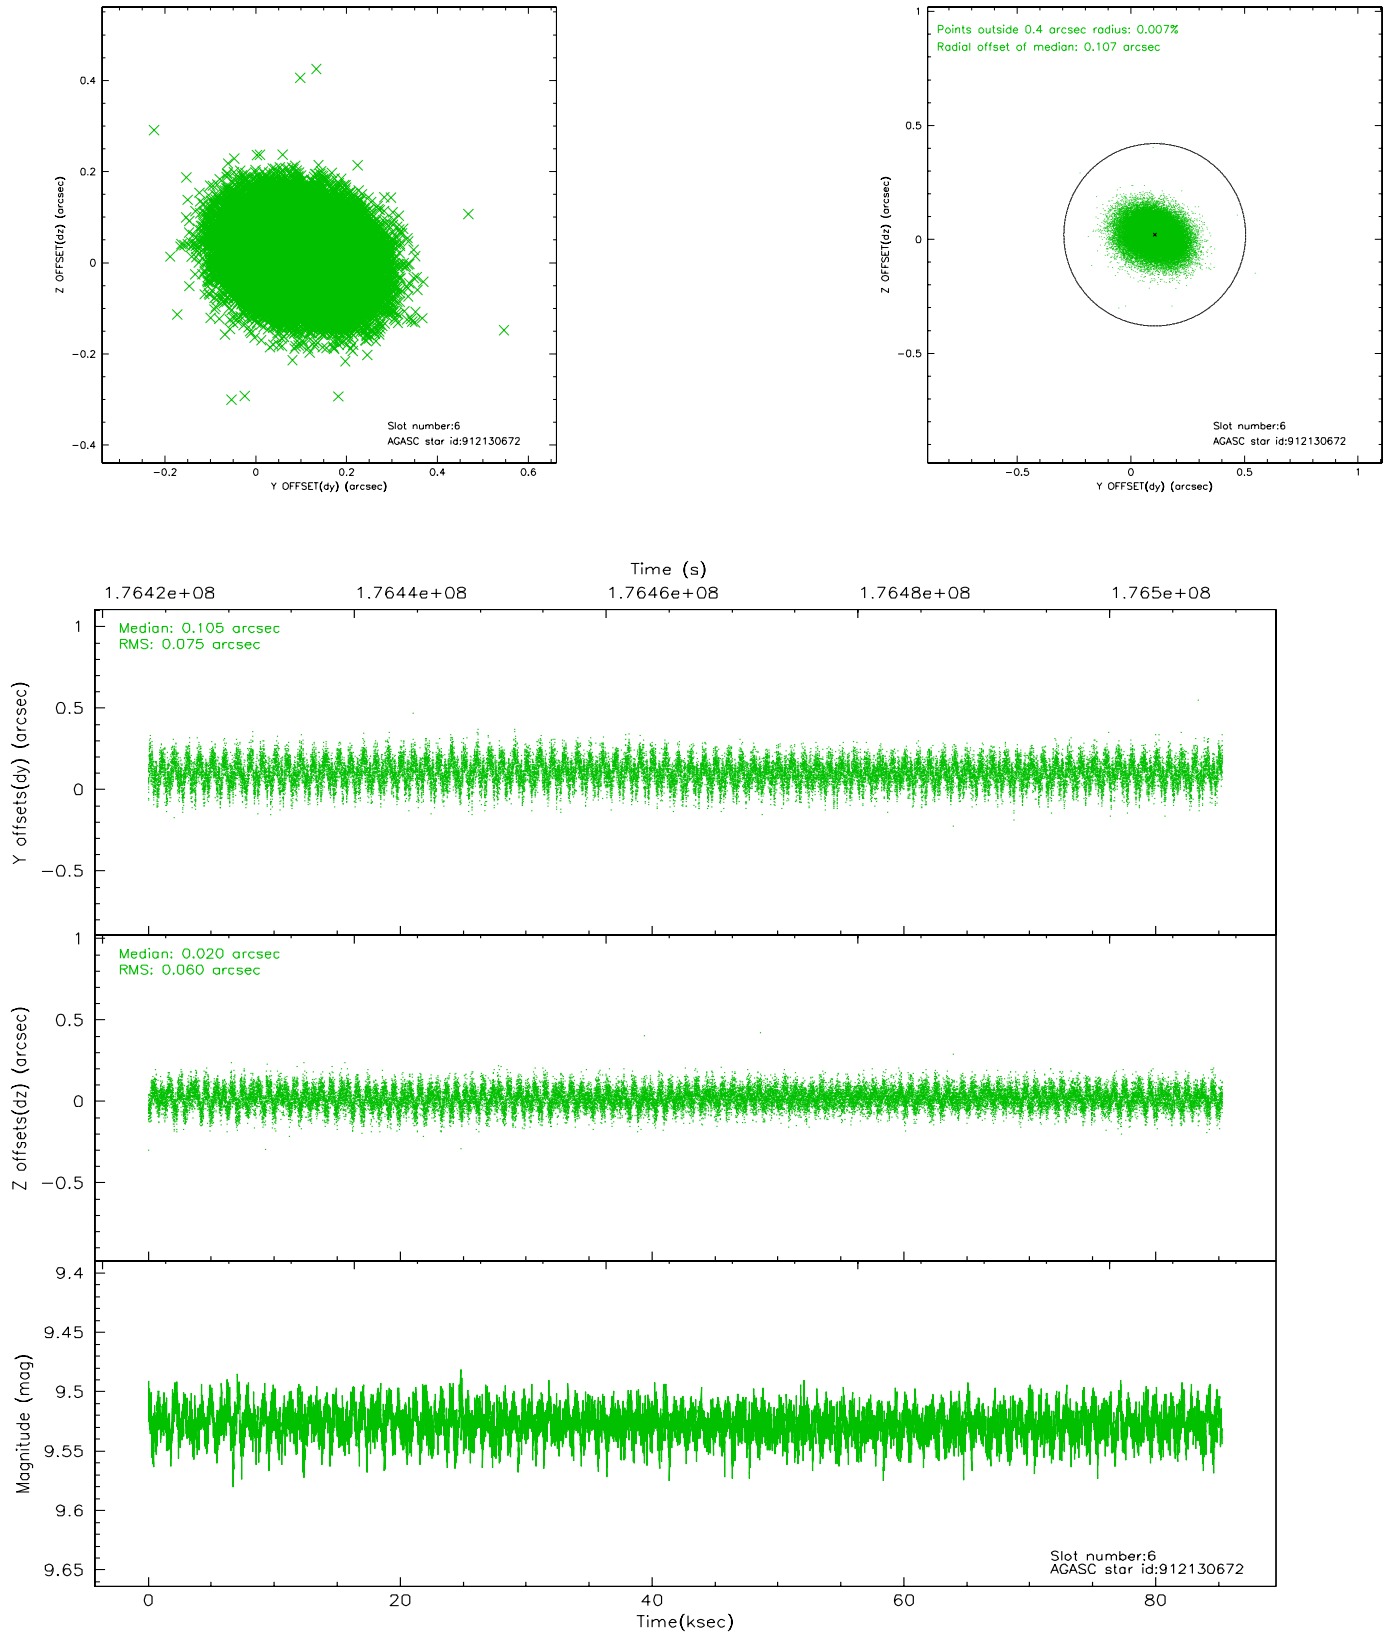 0.4
0.2
0
−0.2
−0.4
Z OFFSET(dz) (arcsec)
−0.2 0 0.2 0.4 0.6
Y OFFSET(dy) (arcsec)
Slot number:6
AGASC star id:912130672
Points outside 0.4 arcsec radius: 0.007%
Radial offset of median: 0.107 arcsec
1
0.5
0
−0.5
Z OFFSET(dz) (arcsec)
−0.5 0 0.5 1
Y OFFSET(dy) (arcsec)
Slot number:6
AGASC star id:912130672
Time (s)
1.7642e+08 1.7644e+08 1.7646e+08 1.7648e+08 1.765e+08
Median: 0.105 arcsec
RMS: 0.075 arcsec
1
0.5
0
−0.5
Y offsets(dy) (arcsec)
Median: 0.020 arcsec
RMS: 0.060 arcsec
1
0.5
0
−0.5
Z offsets(dz) (arcsec)
9.4
9.45
9.5
9.55
9.6
9.65
Magnitude (mag)
Slot number:6
AGASC star id:912130672
0 20 40 60 80
Time(ksec)